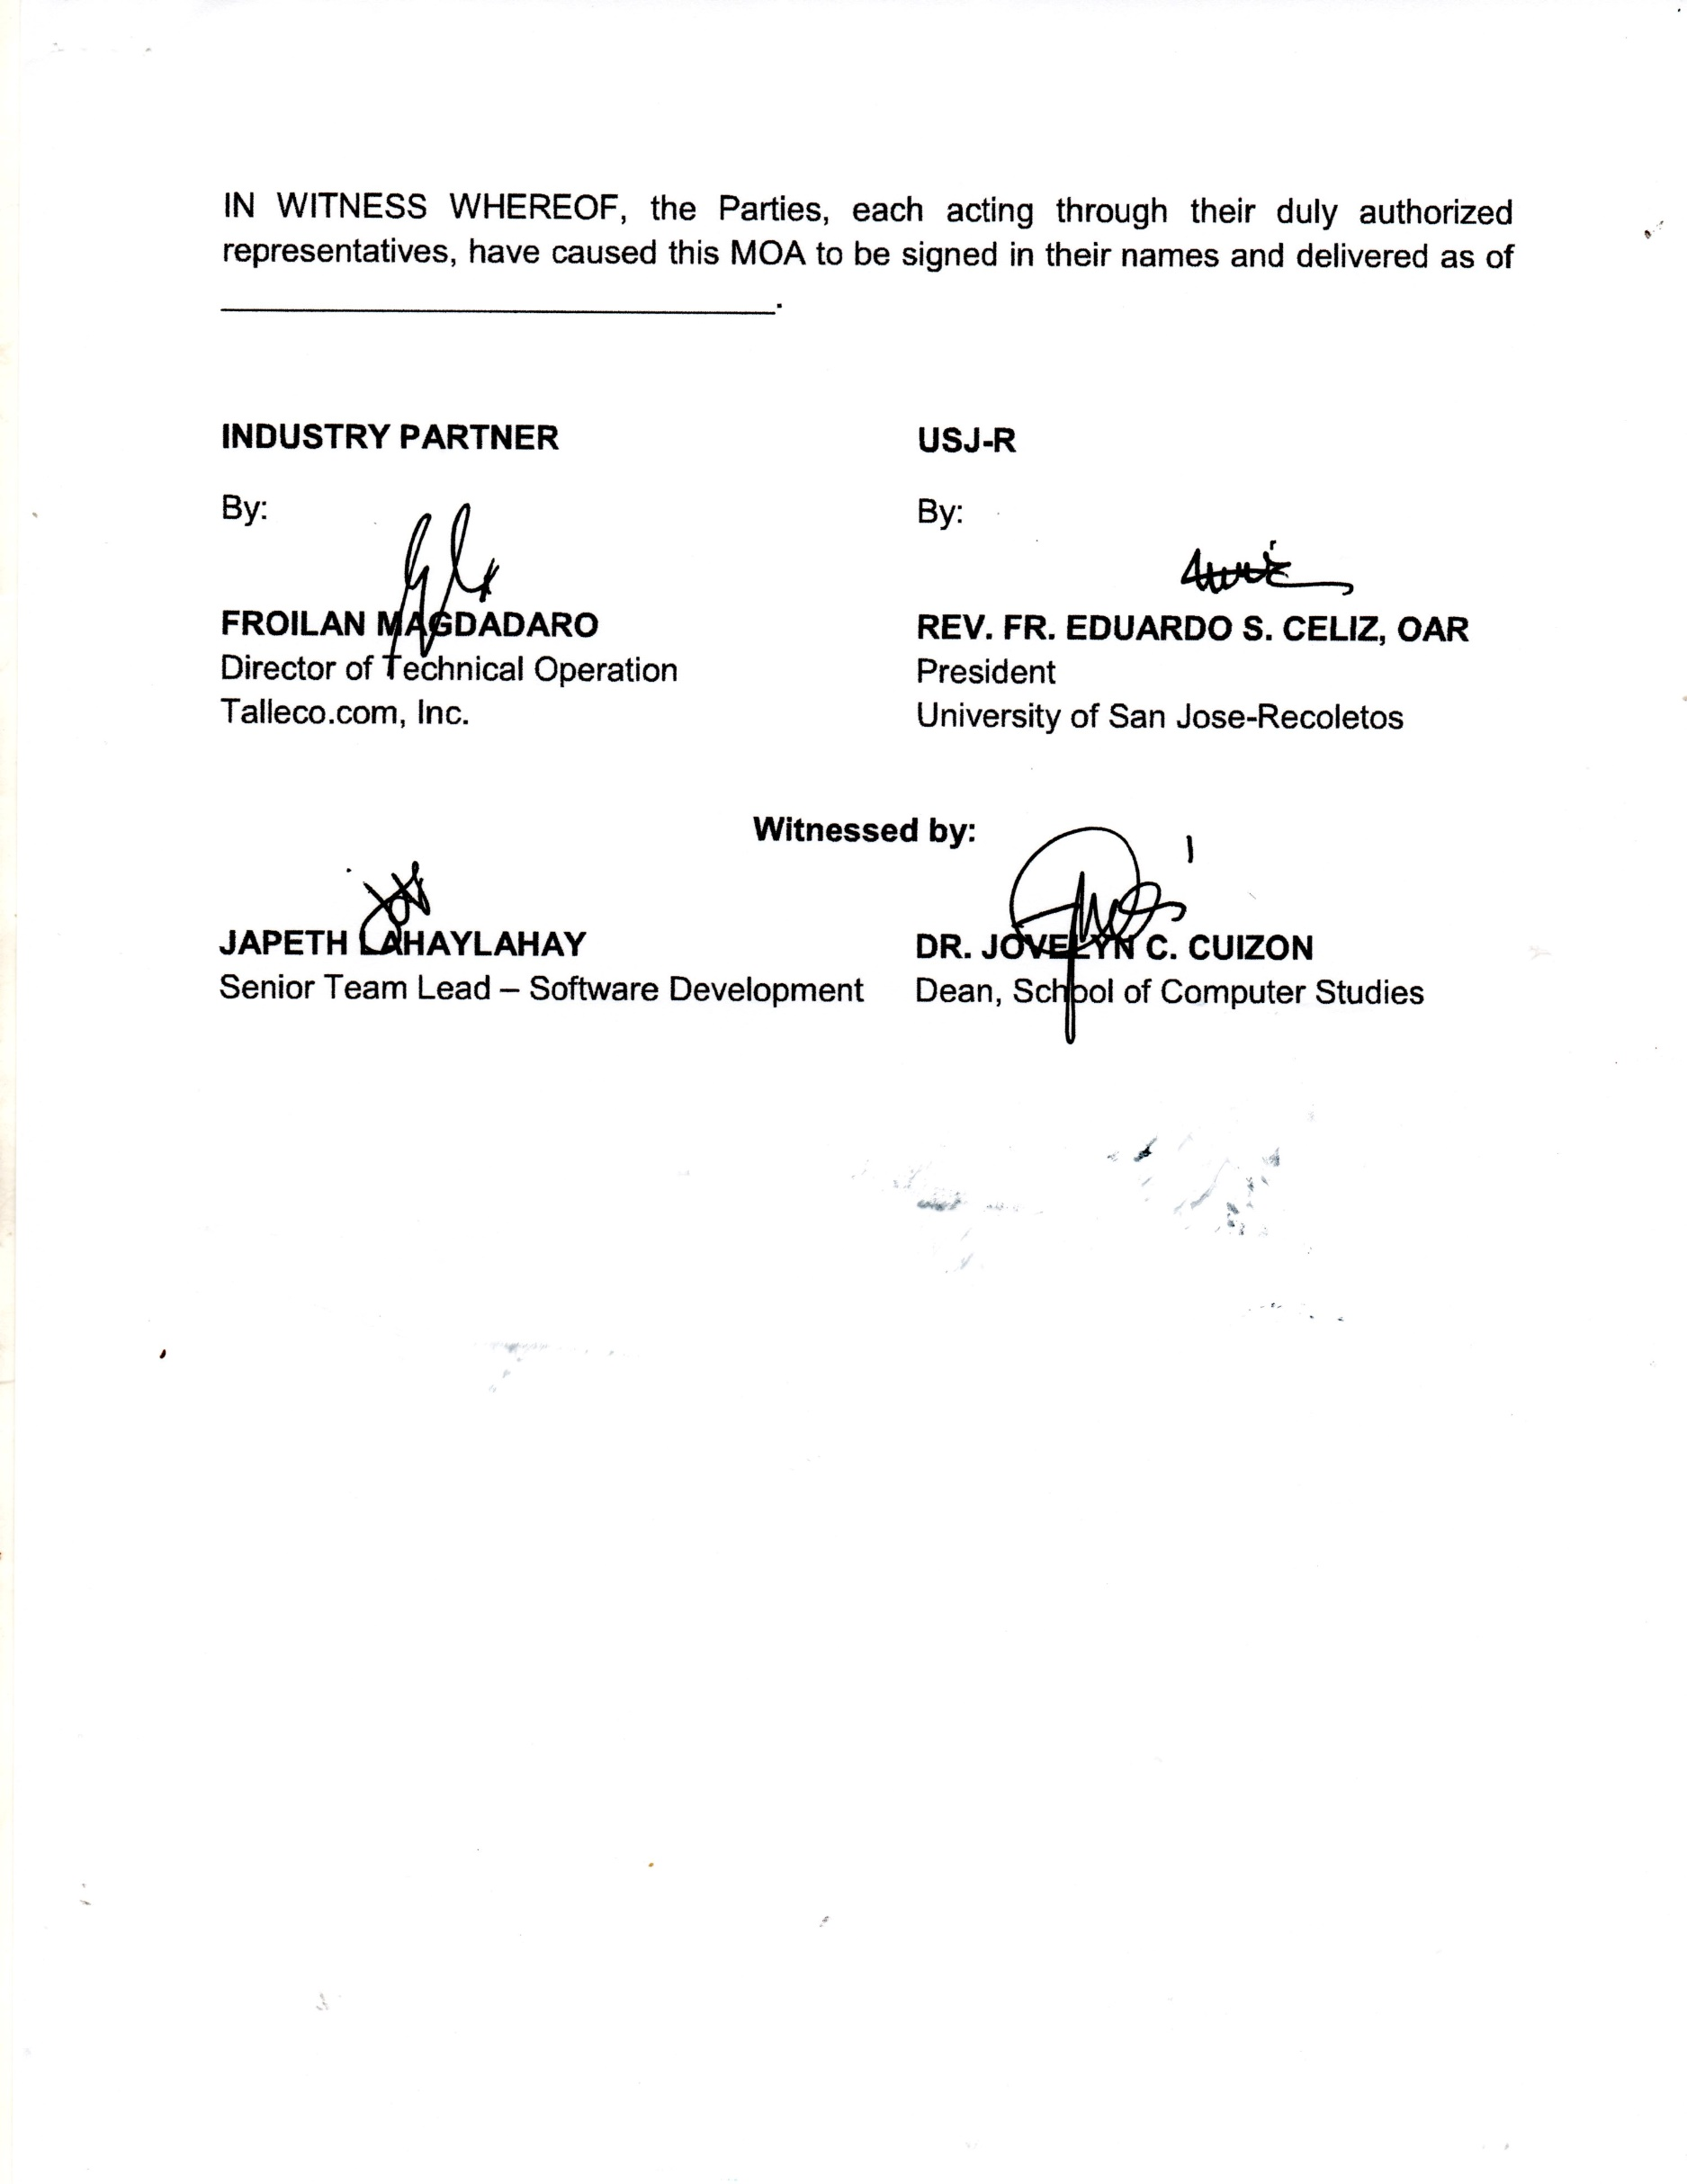 IN WITNESS WHEREOF, the Parties, each acting through their duly authorized
representatives, have caused this MOA to be signed in their names and delivered as of
____________________.
INDUSTRY PARTNER
By:
FROILAN MAGDADARO
Director of Technical Operation
Talleco.com, Inc.
USJ-R
By:
REV. FR. EDUARDO S. CELIZ, OAR
President
University of San Jose-Recoletos
Witnessed by:
JAPETH LAHAYLAHAY
Senior Team Lead – Software Development
DR. JOVELYN C. CUIZON
Dean, School of Computer Studies